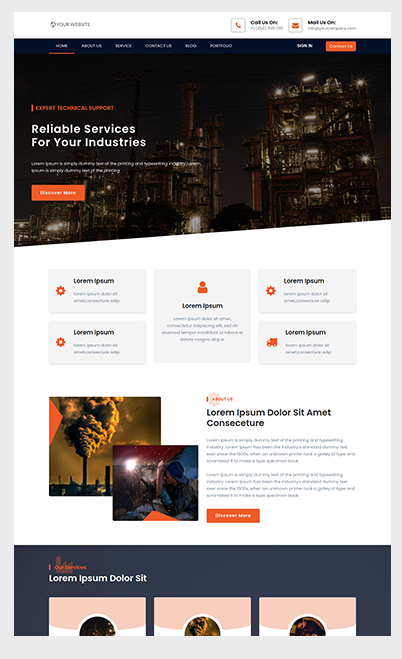 YOUR WEBSITE
Call Us On:
Mail Us On:
info@yourcompany.com
HOME ABOUT US SERVICE CONTACT US BLOG PORTFOLIO SIGN IN Contact Us
EXPERT TECHNICAL SUPPORT
Reliable Services
For Your Industries
Lorem Ipsum is simply dummy text of the printing and typesetting industry. Lorem
Ipsum is simply dummy text of the printing
Discover More
Lorem Ipsum
lorem ipsum dolor sit
amet,consecture adip
Lorem Ipsum
lorem ipsum dolor sit
amet,consecture adip
Lorem Ipsum
Lorem ipsum dolor sit amet,
consectetur adipiscing elit, sed do
eiusmod tempor incididunt ut labore et
dolore magna aliqua
Lorem Ipsum
lorem ipsum dolor sit
amet,consecture adip
Lorem Ipsum
lorem ipsum dolor sit
amet,consecture adip
ABOUT US
Lorem Ipsum Dolor Sit Amet
Conseceture
Lorem Ipsum is simply dummy text of the printing and typesetting
industry. Lorem Ipsum has been the industry's standard dummy text
ever since the 1500s, when an unknown printer took a galley of type and
scrambled it to make a type specimen book.
Lorem Ipsum is simply dummy text of the printing and typesetting
industry. Lorem Ipsum has been the industry's standard dummy text
ever since the 1500s, when an unknown printer took a galley of type and
scrambled it to make a type specimen book.
Discover More
Our Services
Lorem Ipsum Dolor Sit